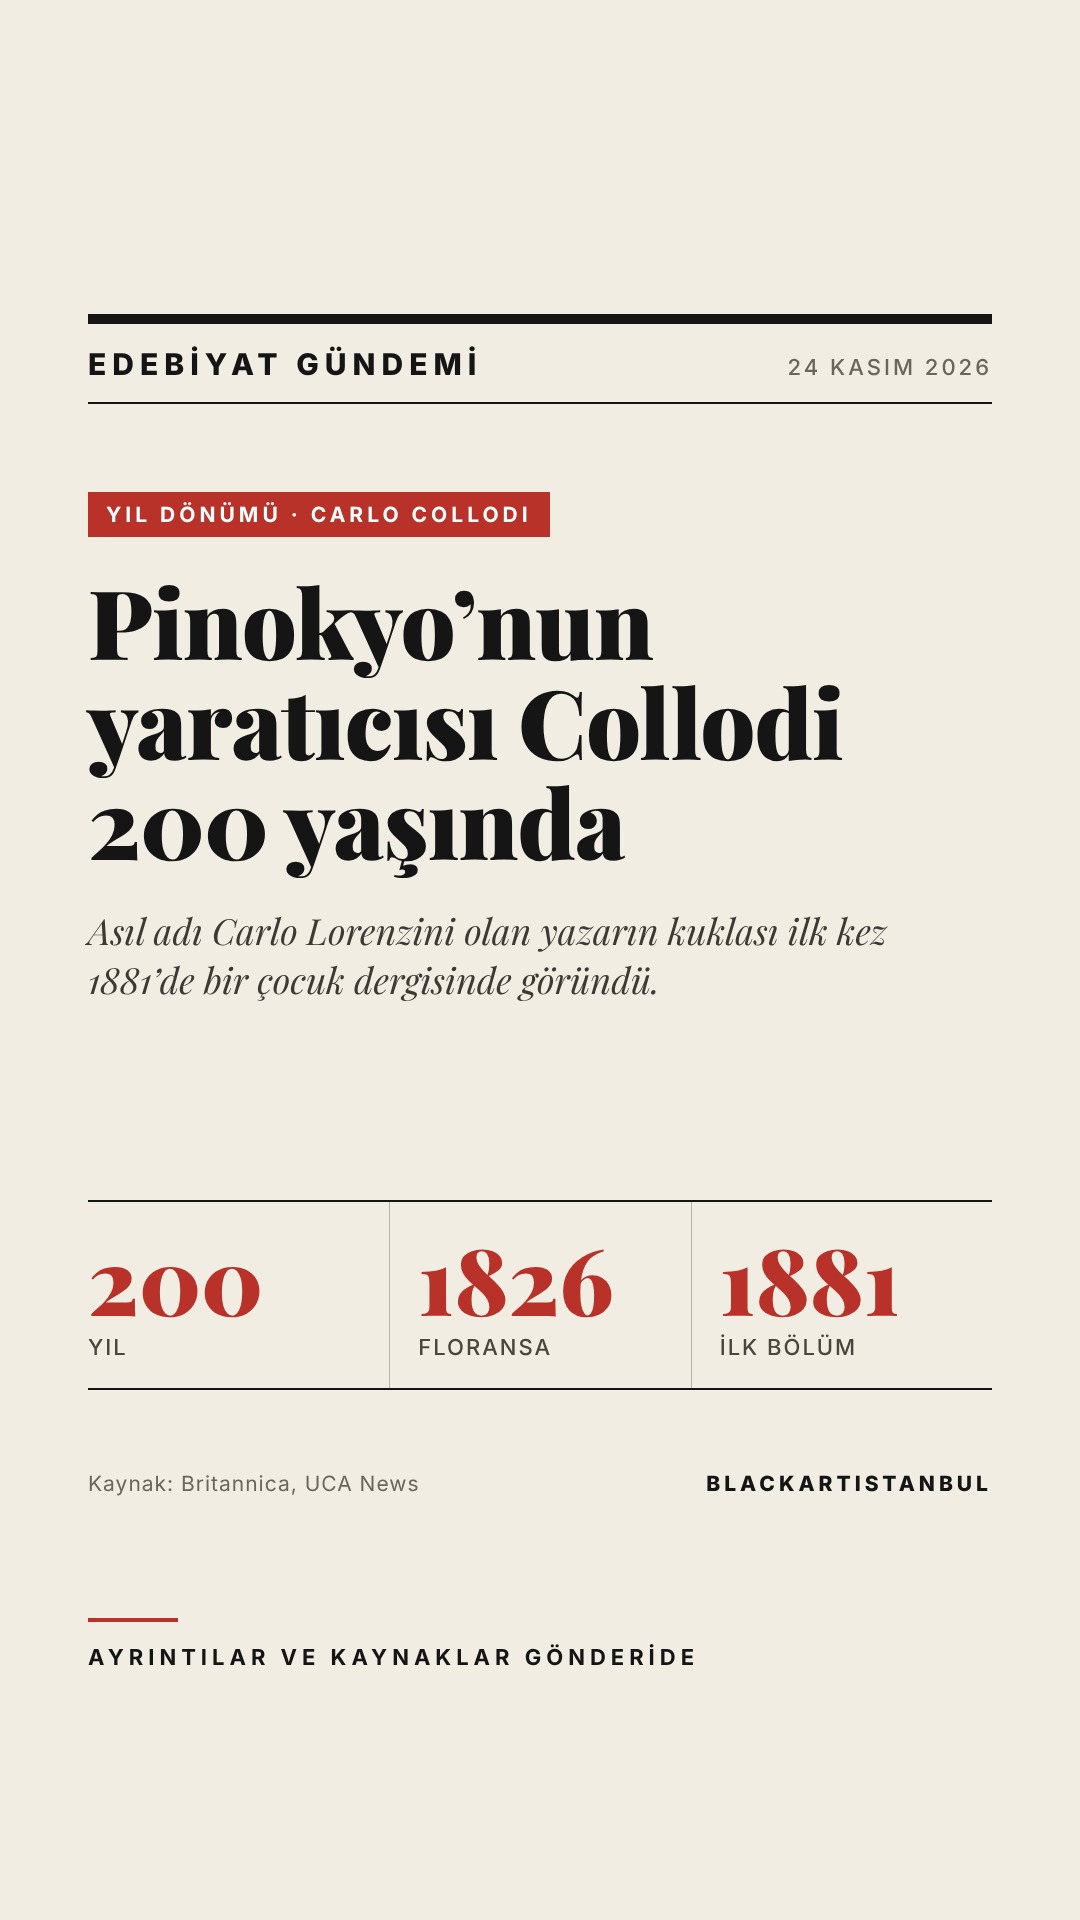 EDEBİYAT GÜNDEMİ
24 KASIM 2026
YIL DÖNÜMÜ · CARLO COLLODI
Pinokyo’nun
yaratıcısı Collodi
200 yaşında
Asıl adı Carlo Lorenzini olan yazarın kuklası ilk kez
1881’de bir çocuk dergisinde göründü.
200
YIL
1826
FLORANSA
1881
İLK BÖLÜM
Kaynak: Britannica, UCA News
BLACKARTISTANBUL
AYRINTILAR VE KAYNAKLAR GÖNDERİDE